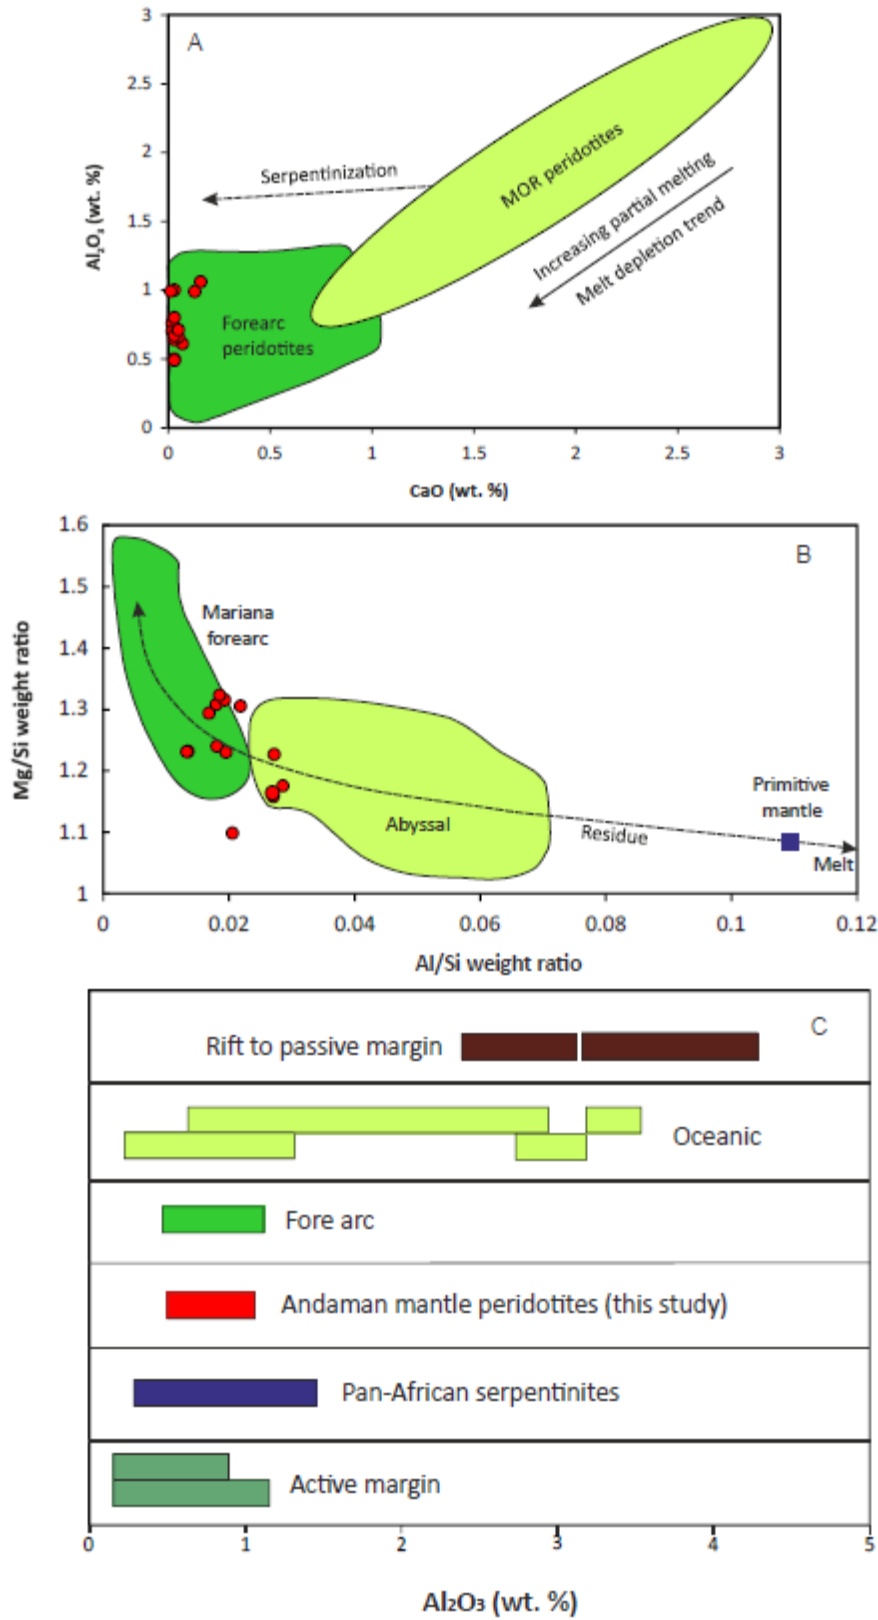 A
3
2.5
2
1.5
1
0.5
0
Al₂O₃ (wt. %)
MOR peridotites
Serpentinization
Increasing partial melting
Melt depletion trend
Forearc
peridotites
0 0.5 1 1.5 2 2.5 3
CaO (wt. %)
B
1.6
1.5
1.4
1.3
1.2
1.1
1
Mg/Si weight ratio
Mariana
forearc
Abyssal
Primitive
mantle
Residue
Melt
0 0.02 0.04 0.06 0.08 0.1 0.12
Al/Si weight ratio
C
Rift to passive margin
Oceanic
Fore arc
Andaman mantle peridotites (this study)
Pan-African serpentinites
Active margin
0 1 2 3 4 5
Al₂O₃ (wt. %)